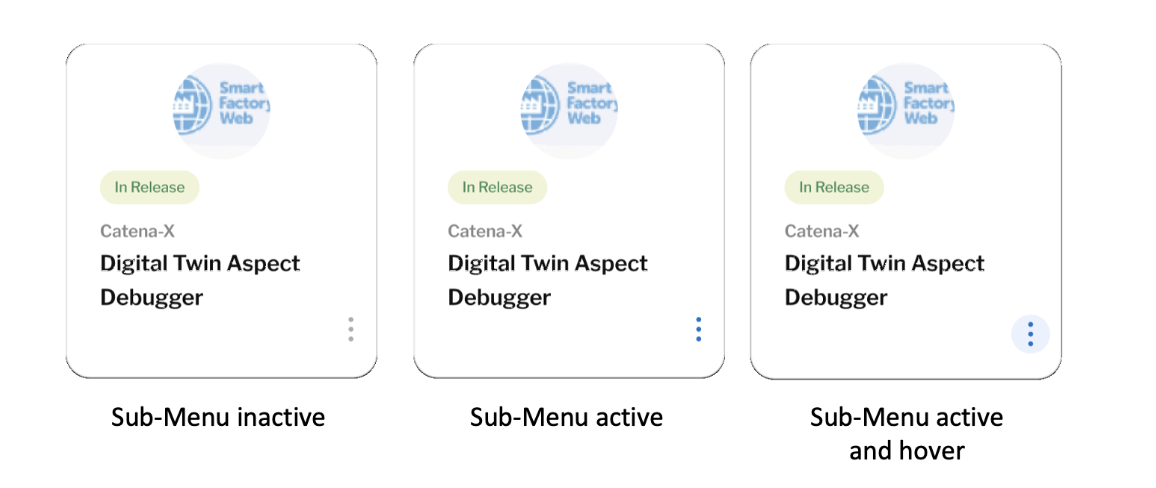 Smart
Factory
Web
In Release
Catena-X
Digital Twin Aspect
Debugger
Sub-Menu inactive
Smart
Factory
Web
In Release
Catena-X
Digital Twin Aspect
Debugger
Sub-Menu active
Smart
Factory
Web
In Release
Catena-X
Digital Twin Aspect
Debugger
Sub-Menu active
and hover